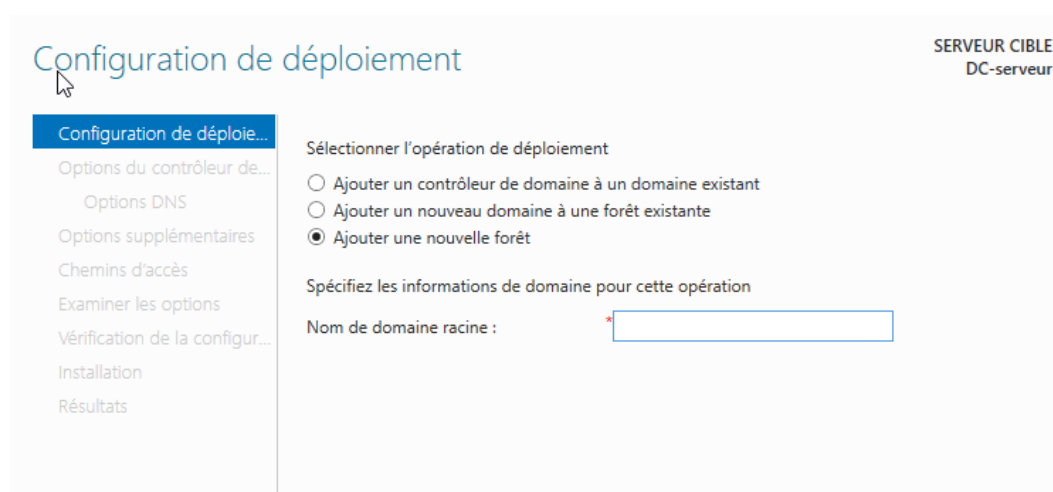 Configuration de déploiement
SERVEUR CIBLE
DC-serveur
Configuration de déploie...
Options du contrôleur de...
Options DNS
Options supplémentaires
Chemins d'accès
Examiner les options
Vérification de la configur...
Installation
Résultats
Sélectionner l'opération de déploiement
Ajouter un contrôleur de domaine à un domaine existant
Ajouter un nouveau domaine à une forêt existante
Ajouter une nouvelle forêt
Spécifiez les informations de domaine pour cette opération
Nom de domaine racine : *